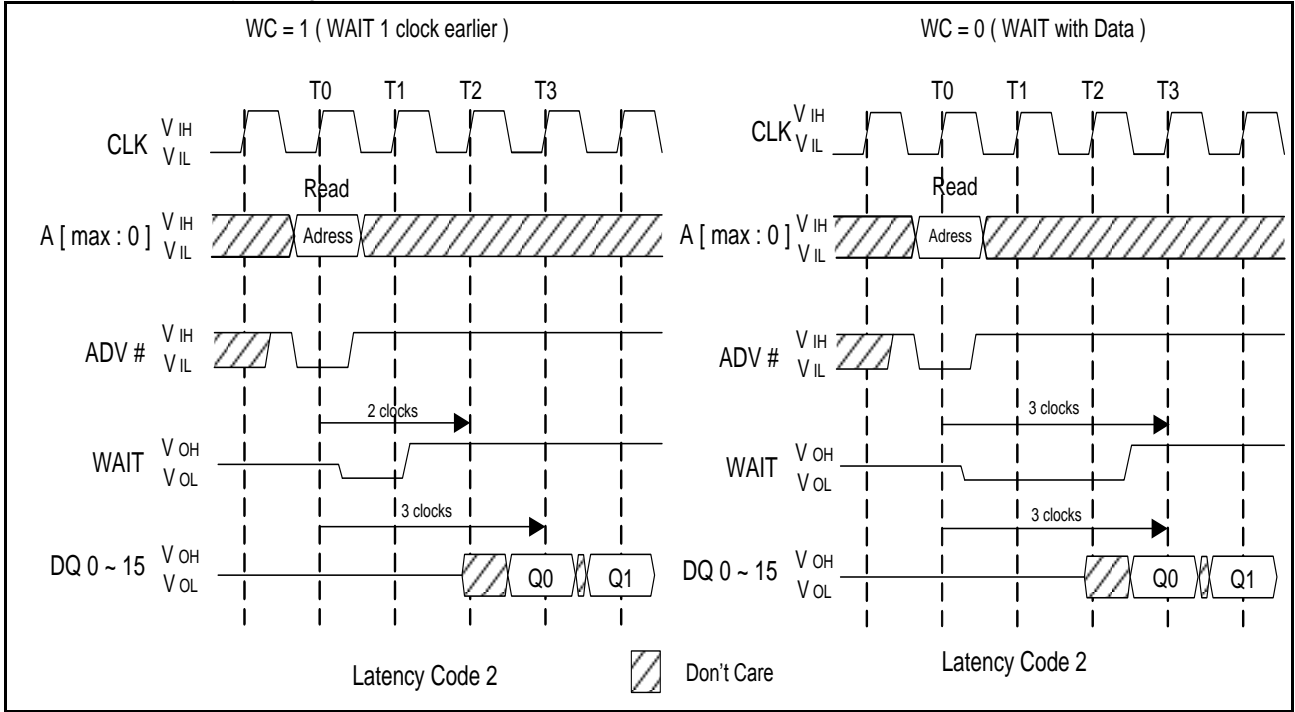 WC = 1 ( WAIT 1 clock earlier )
T0 T1 T2 T3
CLK V IH
V IL
Read
A [ max : 0 ] V IH
V IL
Adress
ADV # V IH
V IL
2 clocks
WAIT V OH
V OL
3 clocks
DQ 0 ~ 15 V OH
V OL
Q0 Q1
Latency Code 2
WC = 0 ( WAIT with Data )
T0 T1 T2 T3
CLK V IH
V IL
Read
A [ max : 0 ] V IH
V IL
Adress
ADV # V IH
V IL
3 clocks
WAIT V OH
V OL
3 clocks
DQ 0 ~ 15 V OH
V OL
Q0 Q1
Latency Code 2
Don't Care